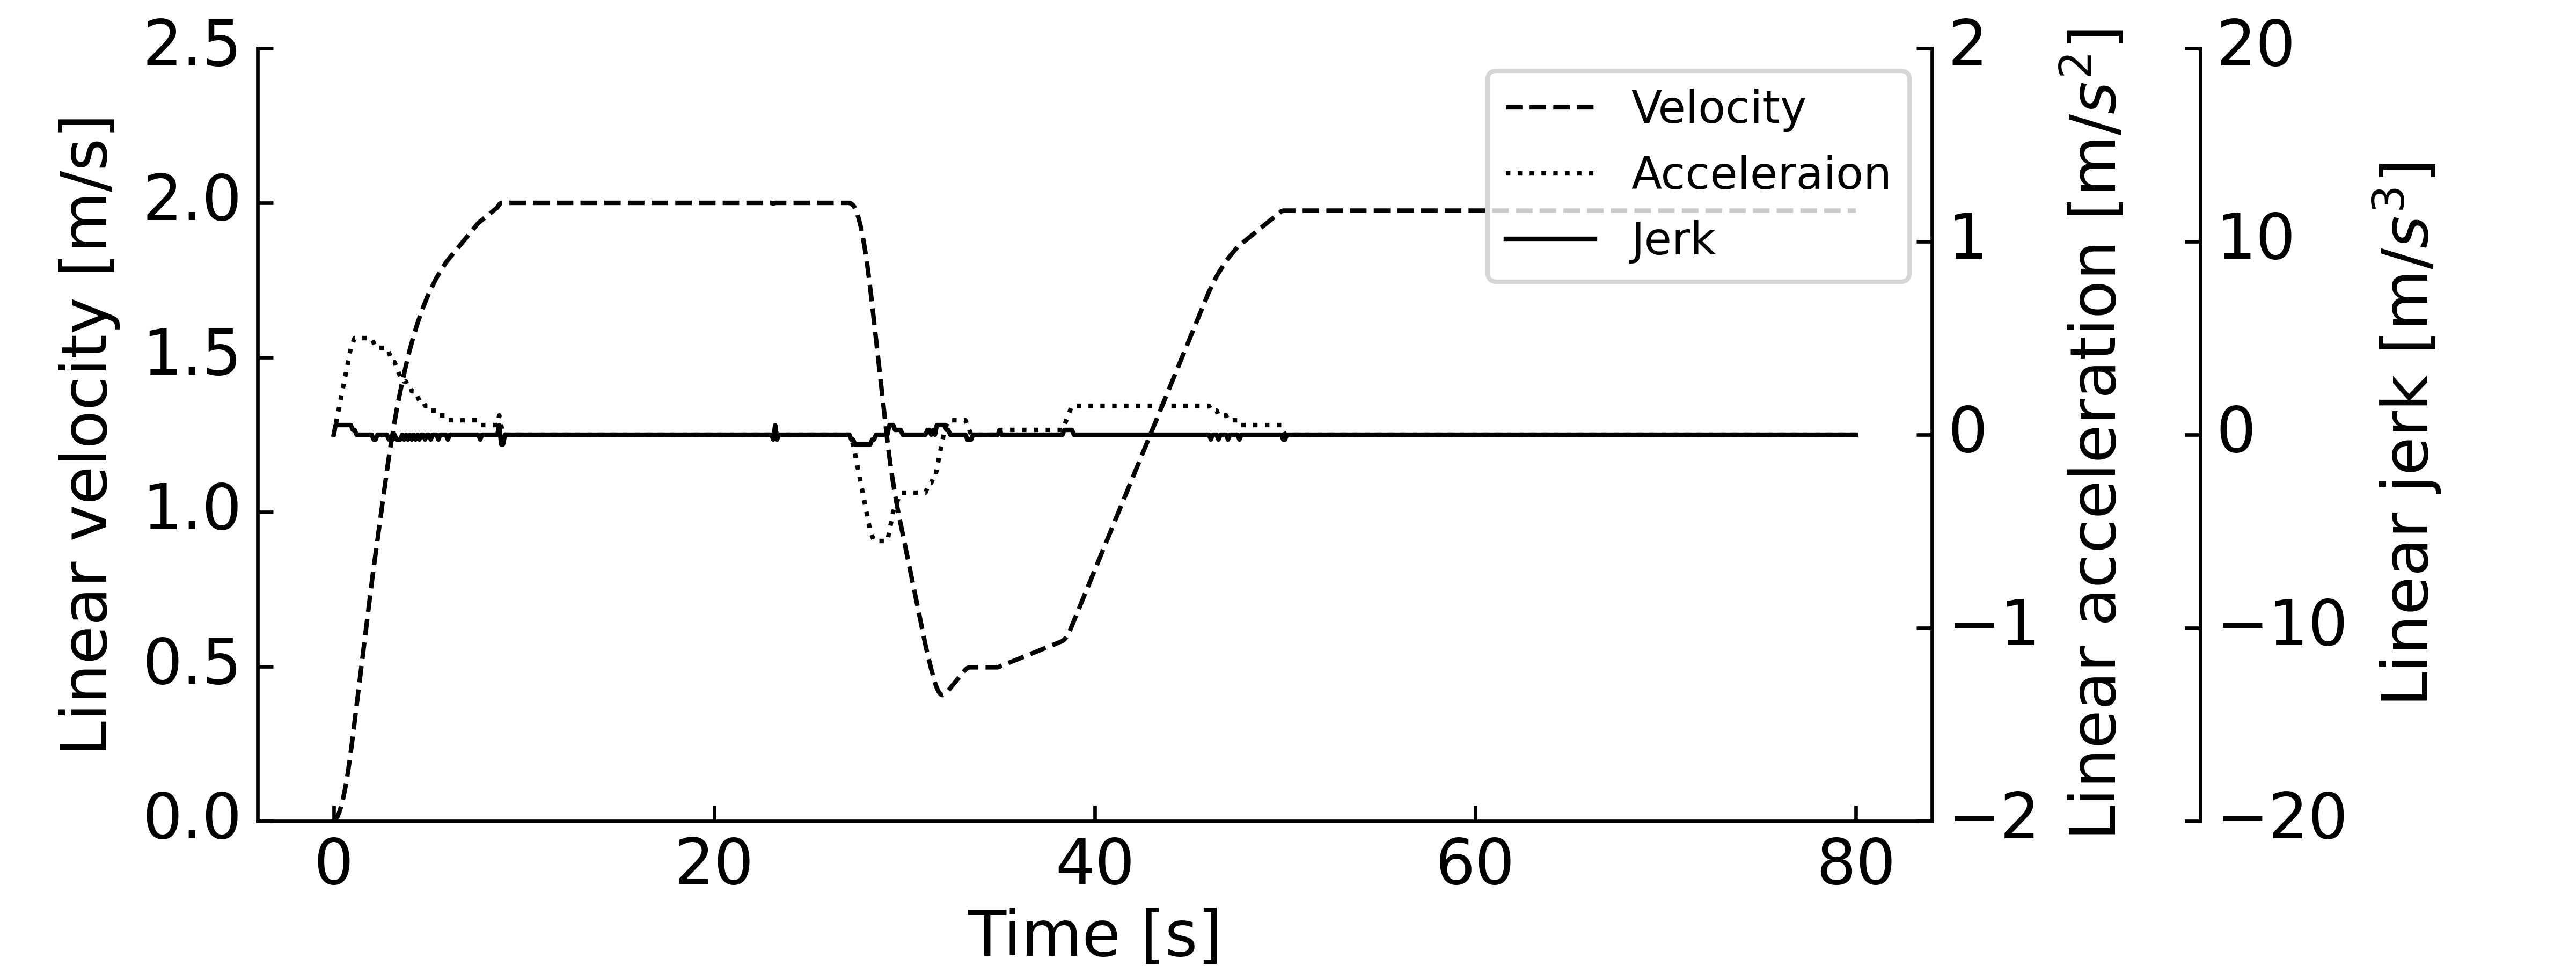 Linear velocity [m/s]
2.5
2.0
1.5
1.0
0.5
0.0
0 20 40 60 80
Time [s]
Velocity
Acceleraion
Jerk
2
1
0
−1
−2
Linear acceleration [m/s²]
20
10
0
−10
−20
Linear jerk [m/s³]